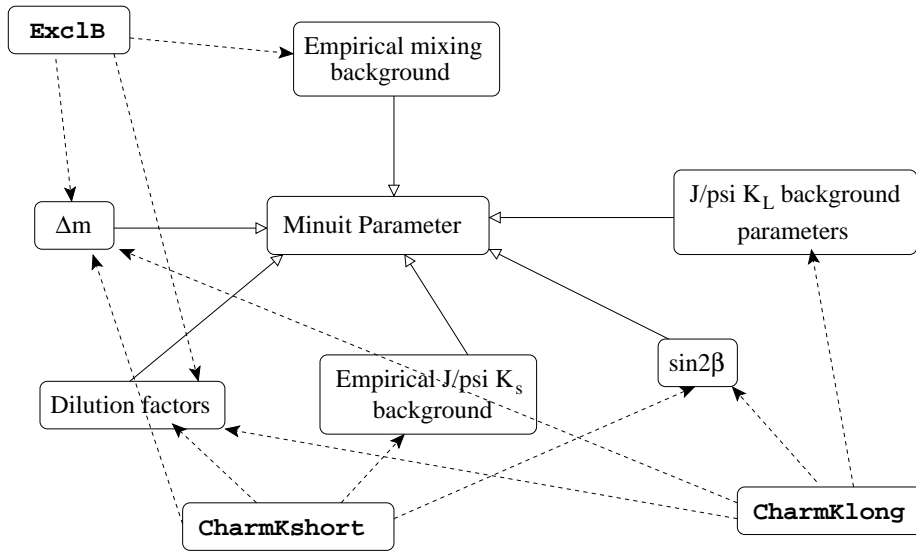 ExclB
Empirical mixing
background
J/psi K_L background
parameters
Δm
Minuit Parameter
sin2β
Empirical J/psi K_s
background
Dilution factors
CharmKshort
CharmKlong